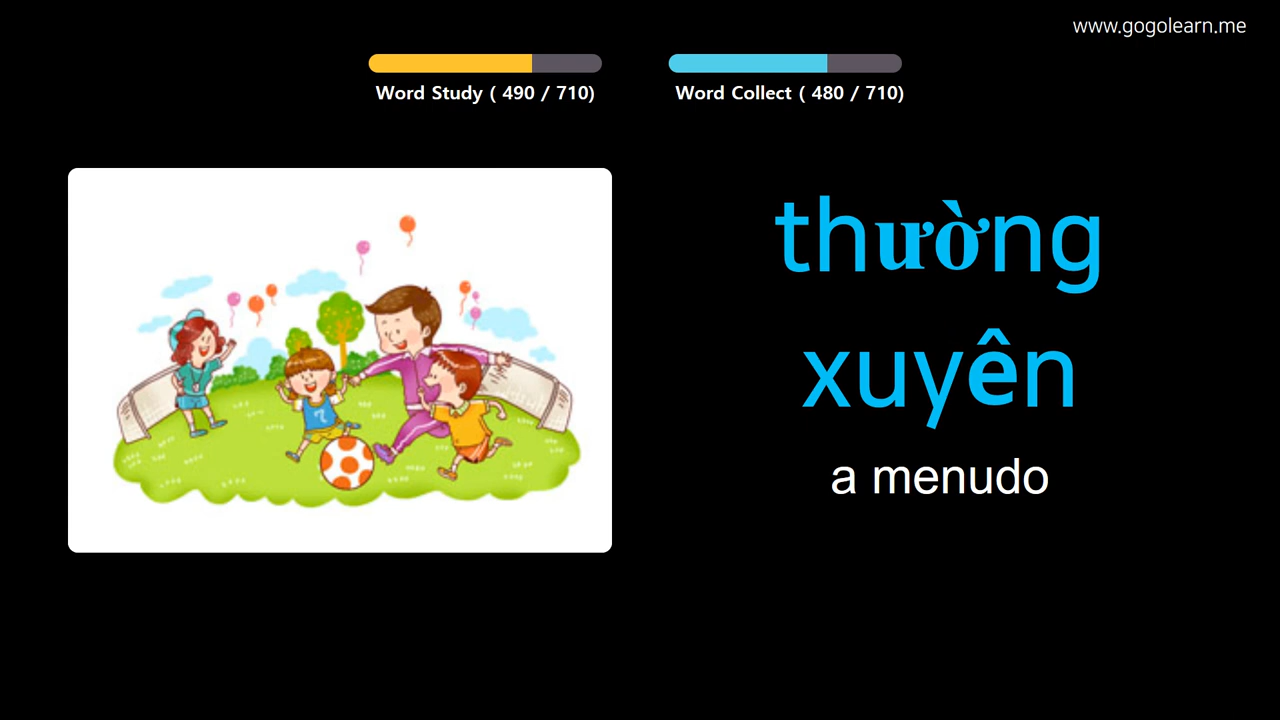 www.gogolearn.me
Word Study ( 490 / 710)
Word Collect ( 480 / 710)
thường
xuyên
a menudo